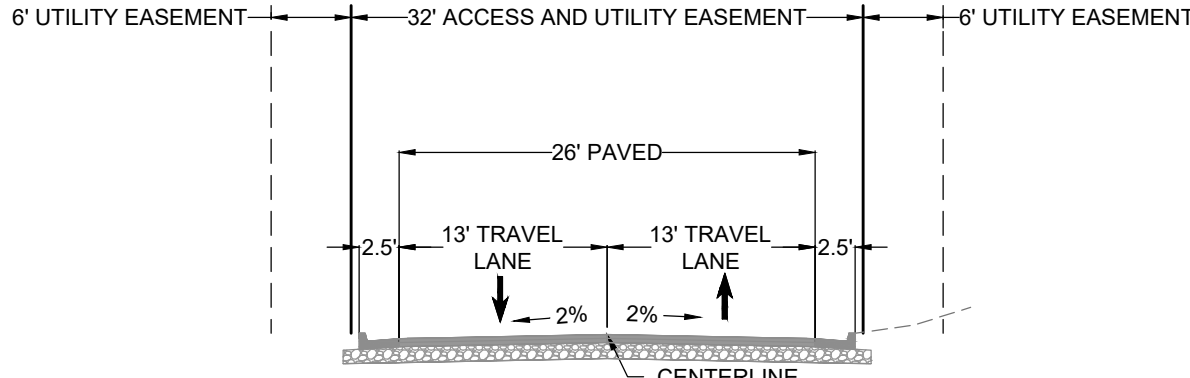 6' UTILITY EASEMENT
32' ACCESS AND UTILITY EASEMENT
6' UTILITY EASEMENT
26' PAVED
2.5'
13' TRAVEL
LANE
13' TRAVEL
LANE
2.5'
2%
2%
CENTERLINE